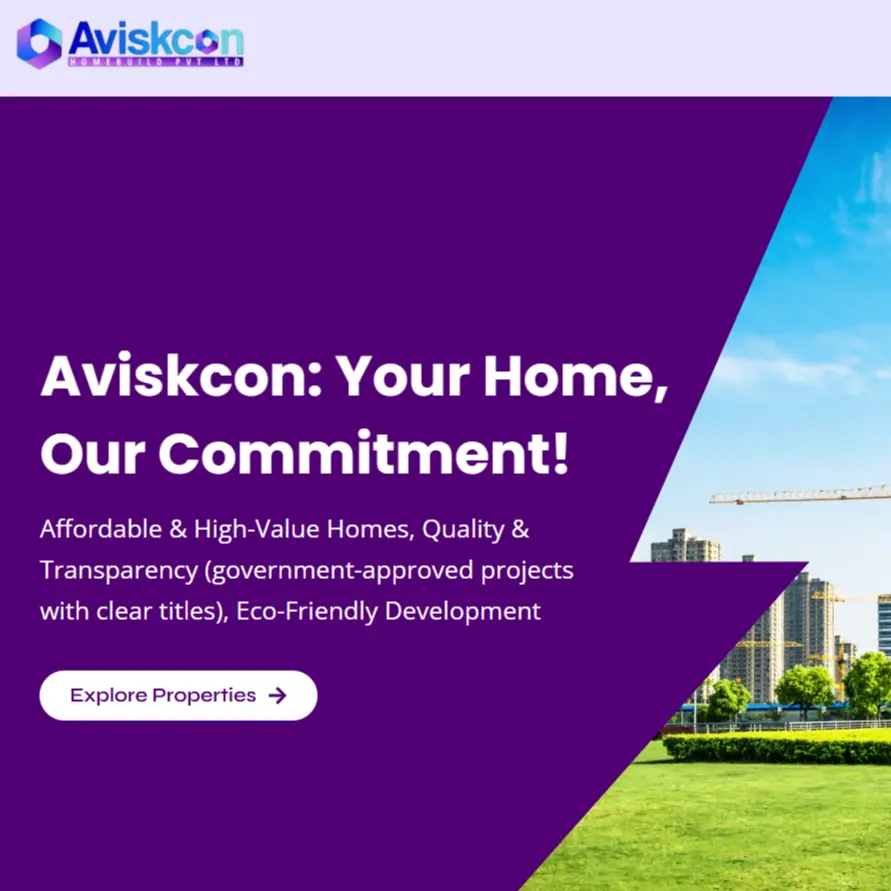 Aviskcon
HOMEBUILD PVT LTD
Aviskcon: Your Home,
Our Commitment!
Affordable & High-Value Homes, Quality &
Transparency (government-approved projects
with clear titles), Eco-Friendly Development
Explore Properties